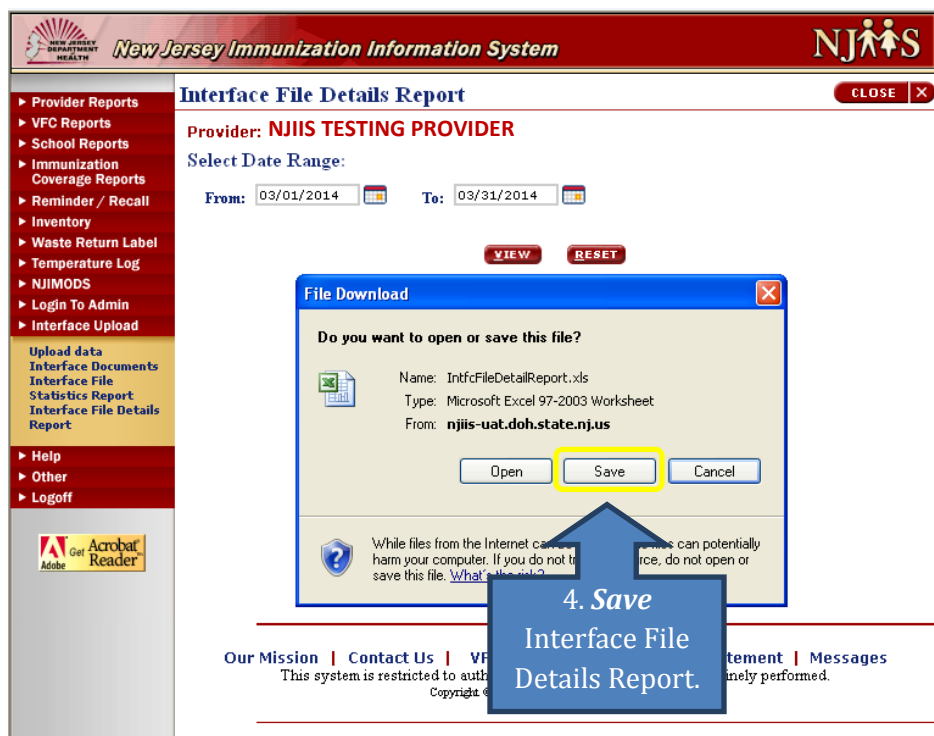 NEW JERSEY
DEPARTMENT
HEALTH
New Jersey Immunization Information System
NJIIS
Provider Reports
VFC Reports
School Reports
Immunization
Coverage Reports
Reminder / Recall
Inventory
Waste Return Label
Temperature Log
NJIMODS
Login To Admin
Interface Upload
Upload data
Interface Documents
Interface File
Statistics Report
Interface File Details
Report
Help
Other
Logoff
Adobe
Get Acrobat
Reader
Interface File Details Report
CLOSE X
Provider: NJIIS TESTING PROVIDER
Select Date Range:
From: 03/01/2014 To: 03/31/2014
VIEW RESET
File Download
Do you want to open or save this file?
Name: IntfcFileDetailReport.xls
Type: Microsoft Excel 97-2003 Worksheet
From: njiis-uat.doh.state.nj.us
Open Save Cancel
While files from the Internet can potentially
harm your computer. If you do not do not open or
save this file. What's the risk?
4. Save
Interface File
Details Report.
Our Mission | Contact Us | Messages
This system is restricted to performed.
Copyright ©